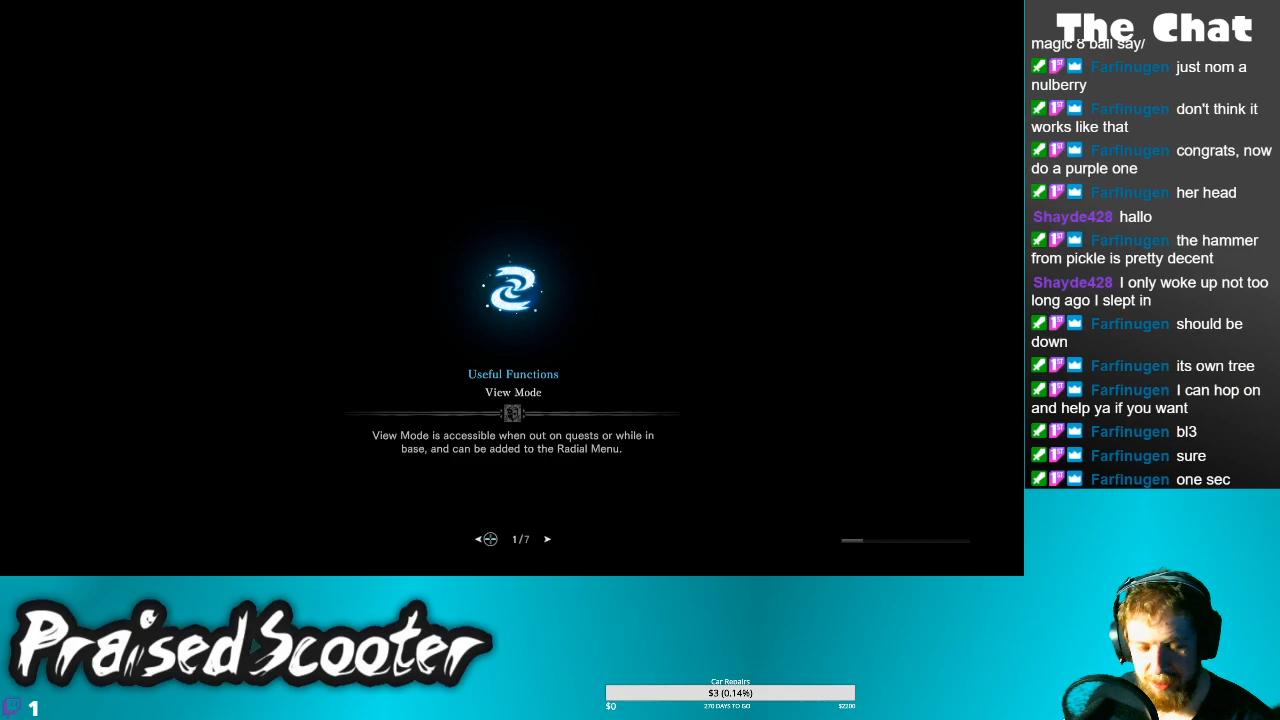 The Chat
magic 8 ball say/
Farfinugen just nom a
nulberry
Farfinugen don't think it
works like that
Farfinugen congrats, now
do a purple one
Farfinugen her head
Shayde428 hallo
Farfinugen the hammer
from pickle is pretty decent
Shayde428 I only woke up not too
long ago I slept in
Farfinugen should be
down
Farfinugen its own tree
Farfinugen I can hop on
and help ya if you want
Farfinugen bl3
Farfinugen sure
Farfinugen one sec
Useful Functions
View Mode
View Mode is accessible when out on quests or while in
base, and can be added to the Radial Menu.
1/7
PraisedScooter
1
Car Repairs
$3 (0.14%)
$0 270 DAYS TO GO $2200